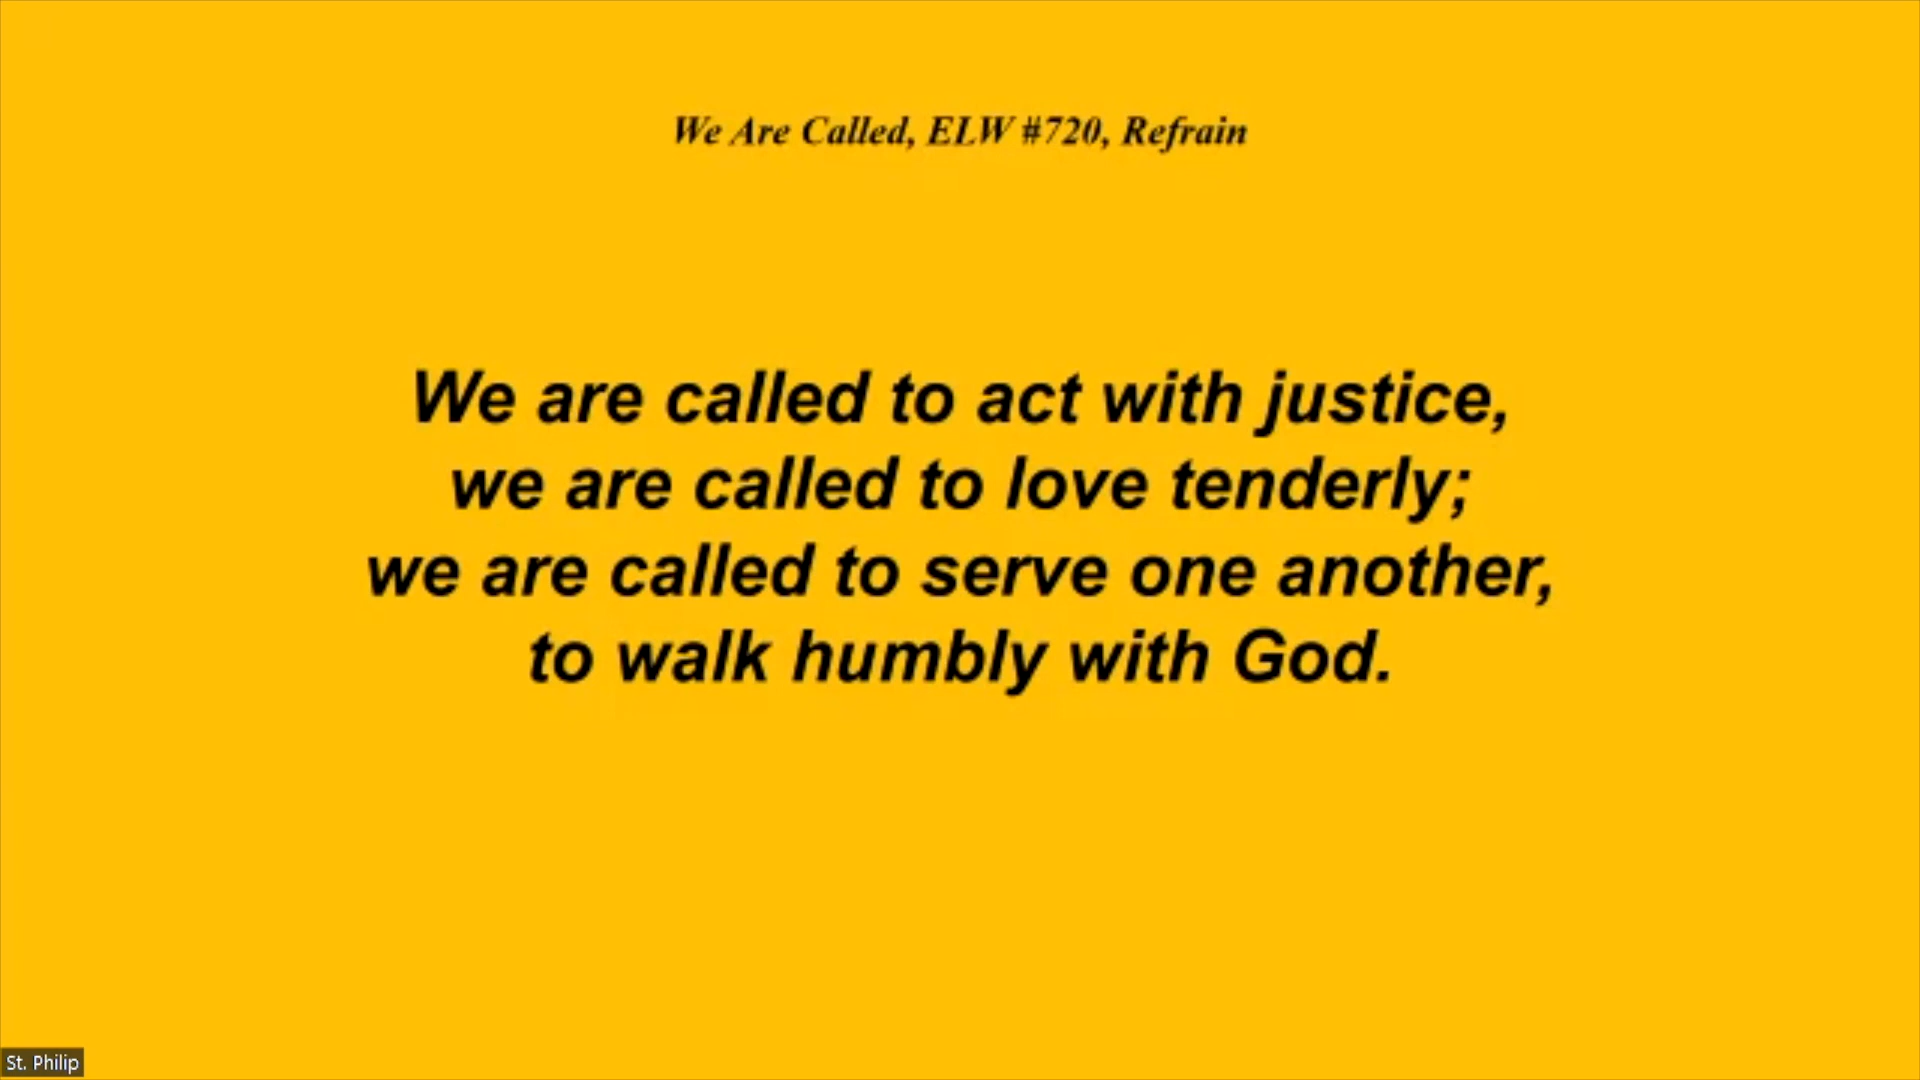 We Are Called, ELW #720, Refrain
We are called to act with justice,
we are called to love tenderly;
we are called to serve one another,
to walk humbly with God.
St. Philip